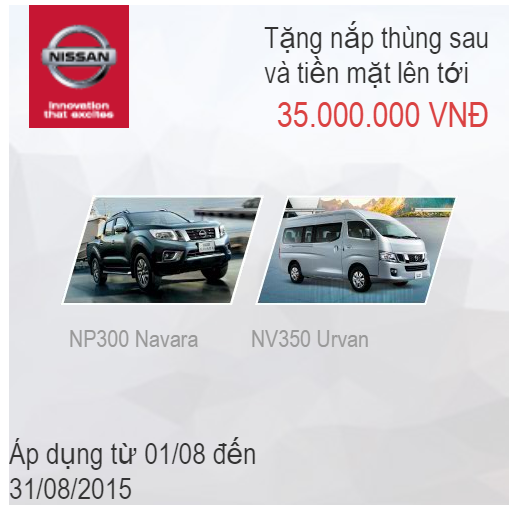 NISSAN
Innovation
that excites
Tặng nắp thùng sau
và tiền mặt lên tới
35.000.000 VNĐ
NP300 Navara
NV350 Urvan
Áp dụng từ 01/08 đến
31/08/2015